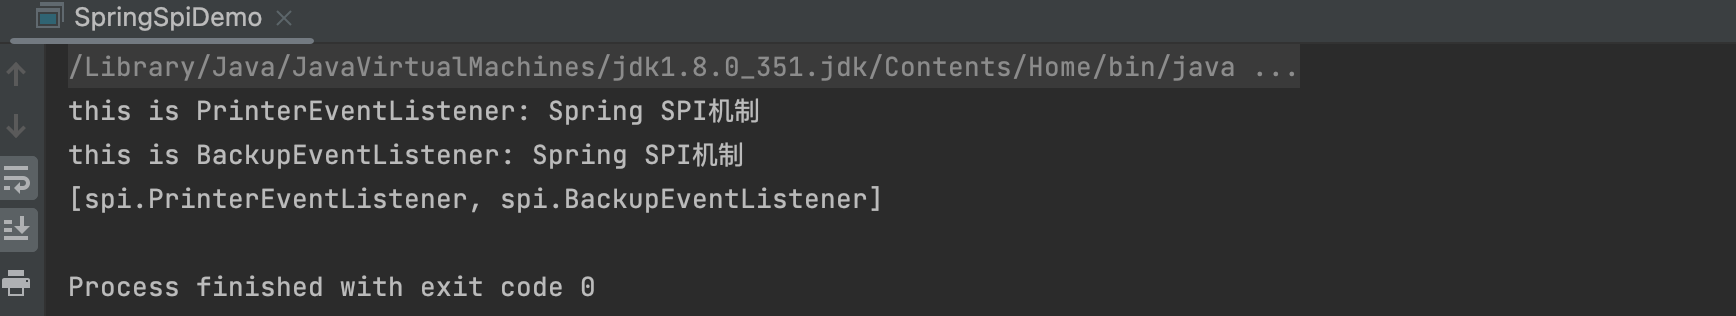 SpringSpiDemo
/Library/Java/JavaVirtualMachines/jdk1.8.0_351.jdk/Contents/Home/bin/java ...
this is PrinterEventListener: Spring SPI机制
this is BackupEventListener: Spring SPI机制
[spi.PrinterEventListener, spi.BackupEventListener]
Process finished with exit code 0